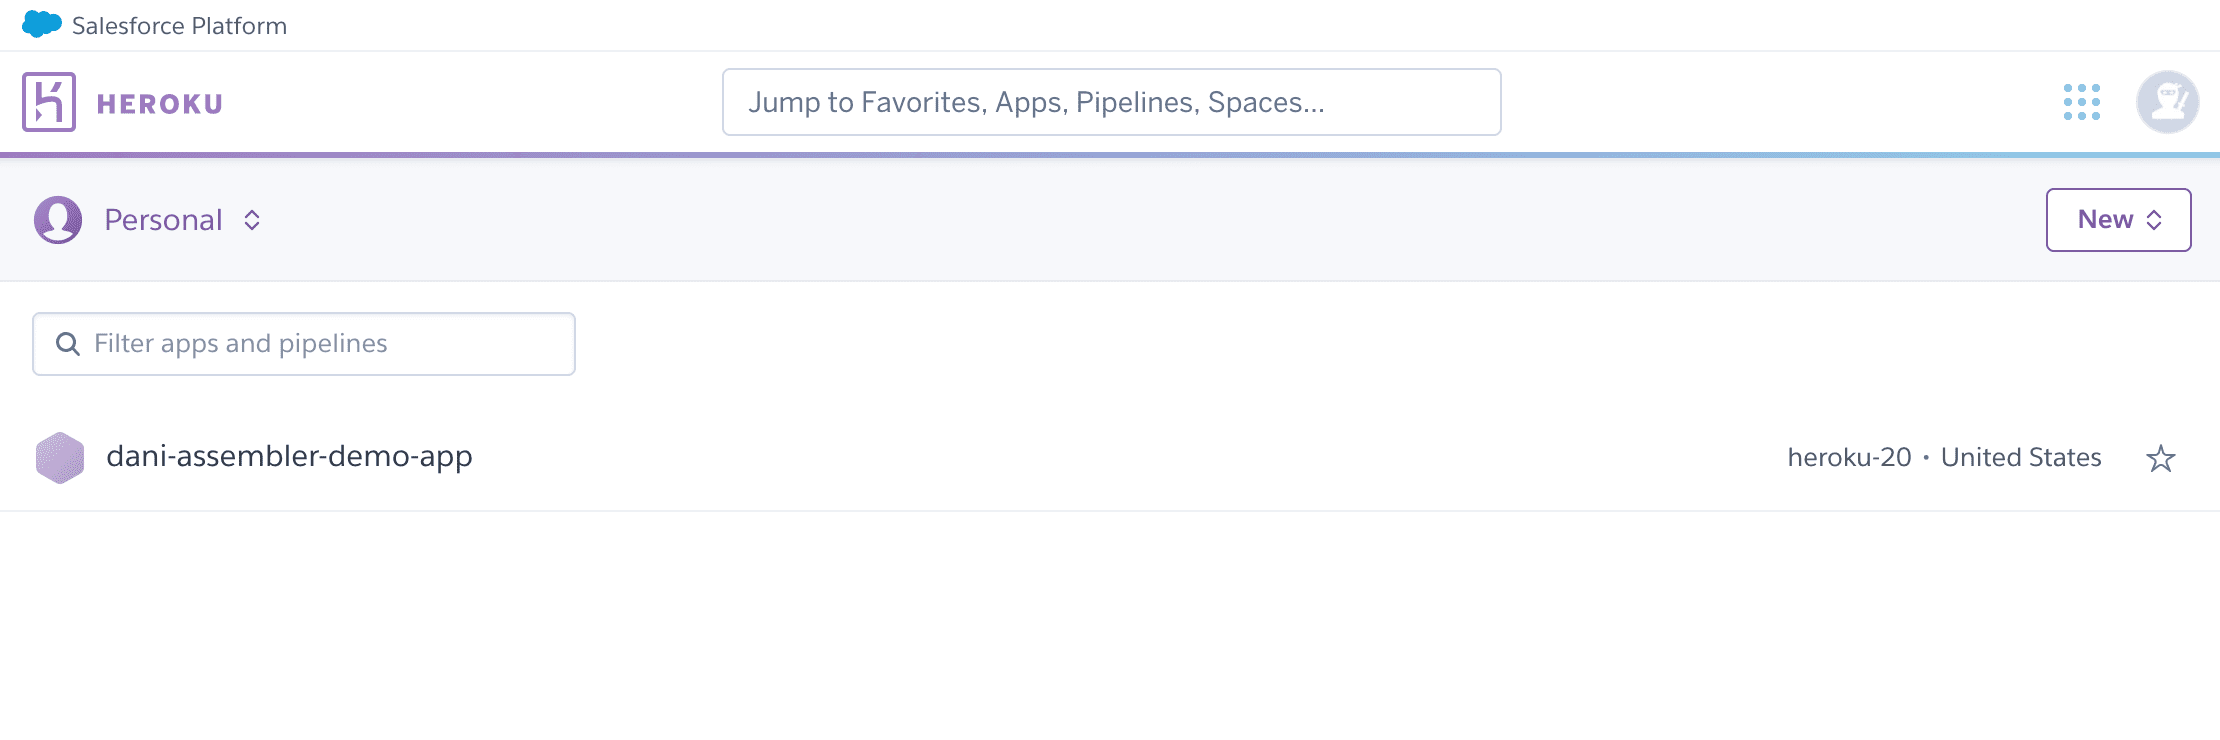 Salesforce Platform
HEROKU
Jump to Favorites, Apps, Pipelines, Spaces...
Personal
New
Filter apps and pipelines
dani-assembler-demo-app
heroku-20 • United States